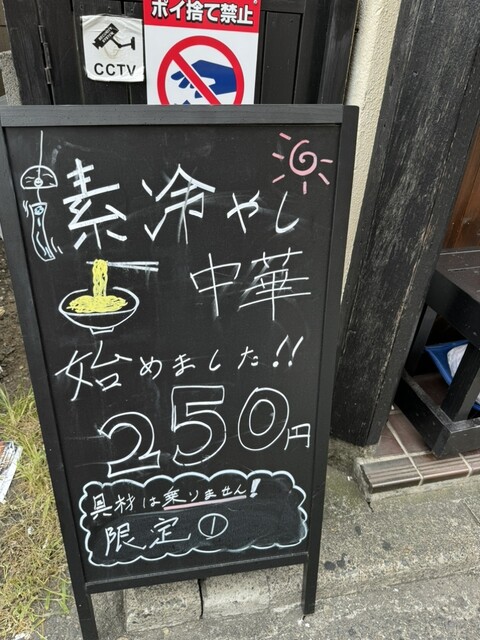 ポイ捨て禁止
CCTV
素冷やし
中華
始めました!!
250円
具材は乗りません!
限定①